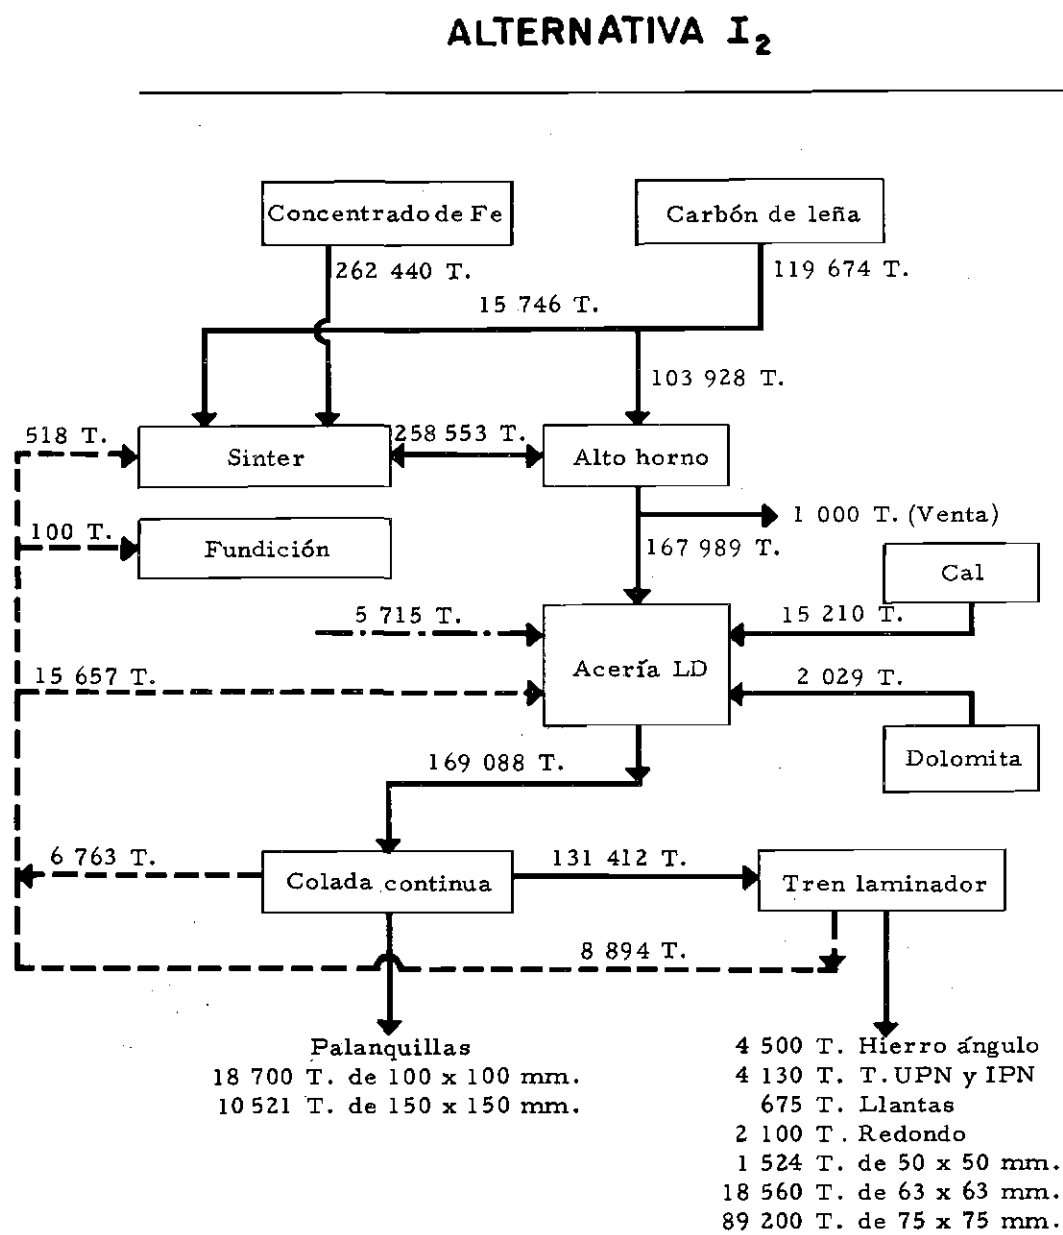 ALTERNATIVA I₂
Concentrado de Fe
Carbón de leña
262 440 T.
119 674 T.
15 746 T.
103 928 T.
518 T.
258 553 T.
Sinter
Alto horno
100 T.
1 000 T. (Venta)
Fundición
167 989 T.
Cal
5 715 T.
15 210 T.
15 657 T.
Acería LD
2 029 T.
169 088 T.
Dolomita
6 763 T.
131 412 T.
Colada continua
Tren laminador
8 894 T.
Palanquillas
18 700 T. de 100 x 100 mm.
10 521 T. de 150 x 150 mm.
4 500 T. Hierro ángulo
4 130 T. T. UPN y IPN
675 T. Llantas
2 100 T. Redondo
1 524 T. de 50 x 50 mm.
18 560 T. de 63 x 63 mm.
89 200 T. de 75 x 75 mm.